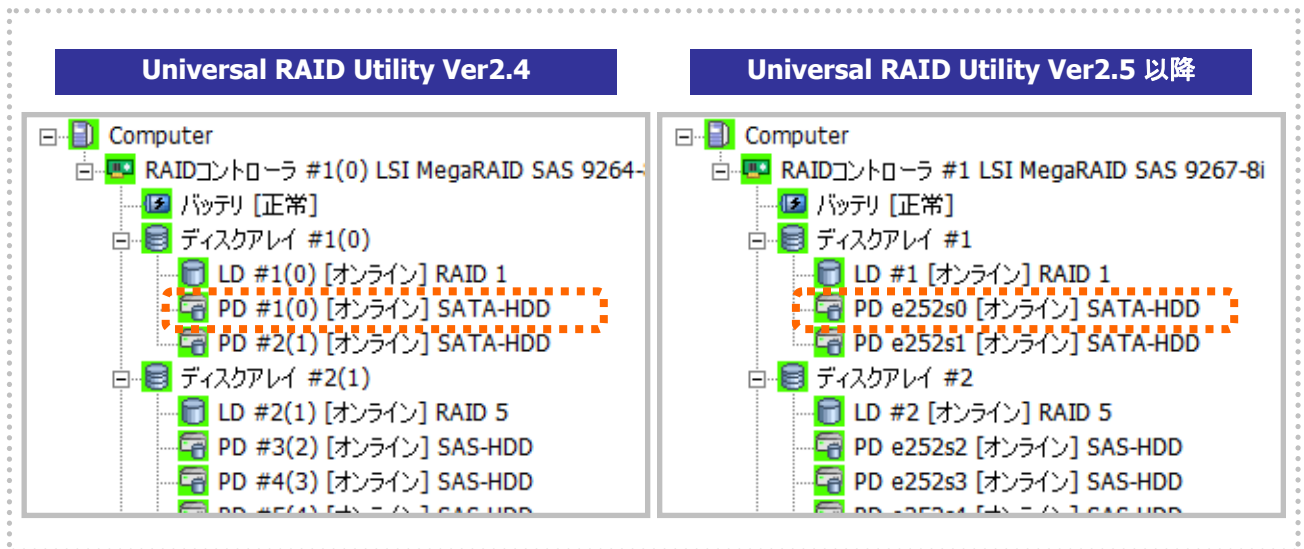 Universal RAID Utility Ver2.4
Computer
RAIDコントローラ #1(0) LSI MegaRAID SAS 9264-
バッテリ [正常]
ディスクアレイ #1(0)
LD #1(0) [オンライン] RAID 1
PD #1(0) [オンライン] SATA-HDD
PD #2(1) [オンライン] SATA-HDD
ディスクアレイ #2(1)
LD #2(1) [オンライン] RAID 5
PD #3(2) [オンライン] SAS-HDD
PD #4(3) [オンライン] SAS-HDD
Universal RAID Utility Ver2.5 以降
Computer
RAIDコントローラ #1 LSI MegaRAID SAS 9267-8i
バッテリ [正常]
ディスクアレイ #1
LD #1 [オンライン] RAID 1
PD e252s0 [オンライン] SATA-HDD
PD e252s1 [オンライン] SATA-HDD
ディスクアレイ #2
LD #2 [オンライン] RAID 5
PD e252s2 [オンライン] SAS-HDD
PD e252s3 [オンライン] SAS-HDD